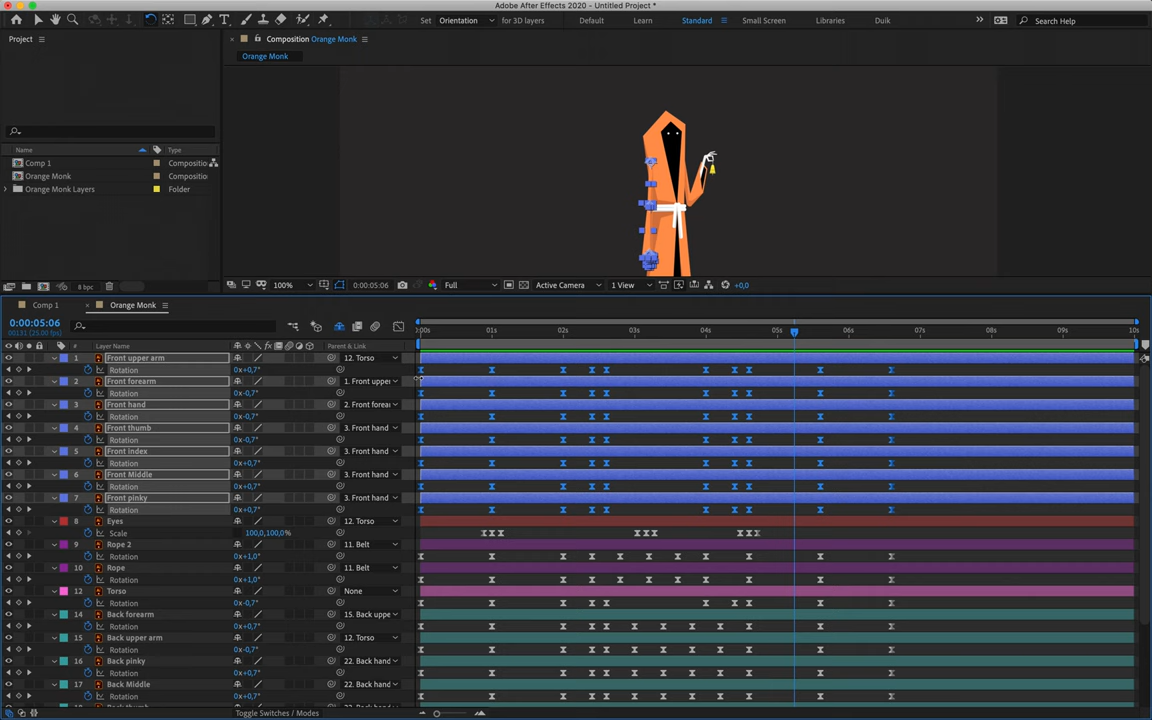 Adobe After Effects 2020 - Untitled Project *
Set Orientation for 3D layers Default Learn Standard Small Screen Libraries Duik Search Help
Project
Composition Orange Monk
Orange Monk
Name Type
Comp 1 Compositio
Orange Monk Compositio
Orange Monk Layers Folder
8 bpc
100% 0:00:05:06 Full Active Camera 1 View +0,0
Comp 1 Orange Monk
0:00:05:06
00131 (25.00 fps)
:00s 01s 02s 03s 04s 05s 06s 07s 08s 09s 10s
# Layer Name Parent & Link
1 Front upper arm 12. Torso
Rotation 0x+0,7°
2 Front forearm 1. Front upper
Rotation 0x-0,7°
3 Front hand 2. Front forear
Rotation 0x+0,7°
4 Front thumb 3. Front hand
Rotation 0x-0,7°
5 Front index 3. Front hand
Rotation 0x+0,7°
6 Front Middle 3. Front hand
Rotation 0x+0,7°
7 Front pinky 3. Front hand
Rotation 0x+0,7°
8 Eyes 12. Torso
Scale 100,0,100,0%
9 Rope 2 11. Belt
Rotation 0x+1,0°
10 Rope 11. Belt
Rotation 0x+1,0°
12 Torso None
Rotation 0x-0,7°
14 Back forearm 15. Back uppe
Rotation 0x+0,7°
15 Back upper arm 12. Torso
Rotation 0x-0,7°
16 Back pinky 22. Back hand
Rotation 0x+0,7°
17 Back Middle 22. Back hand
Rotation 0x+0,7°
Toggle Switches / Modes